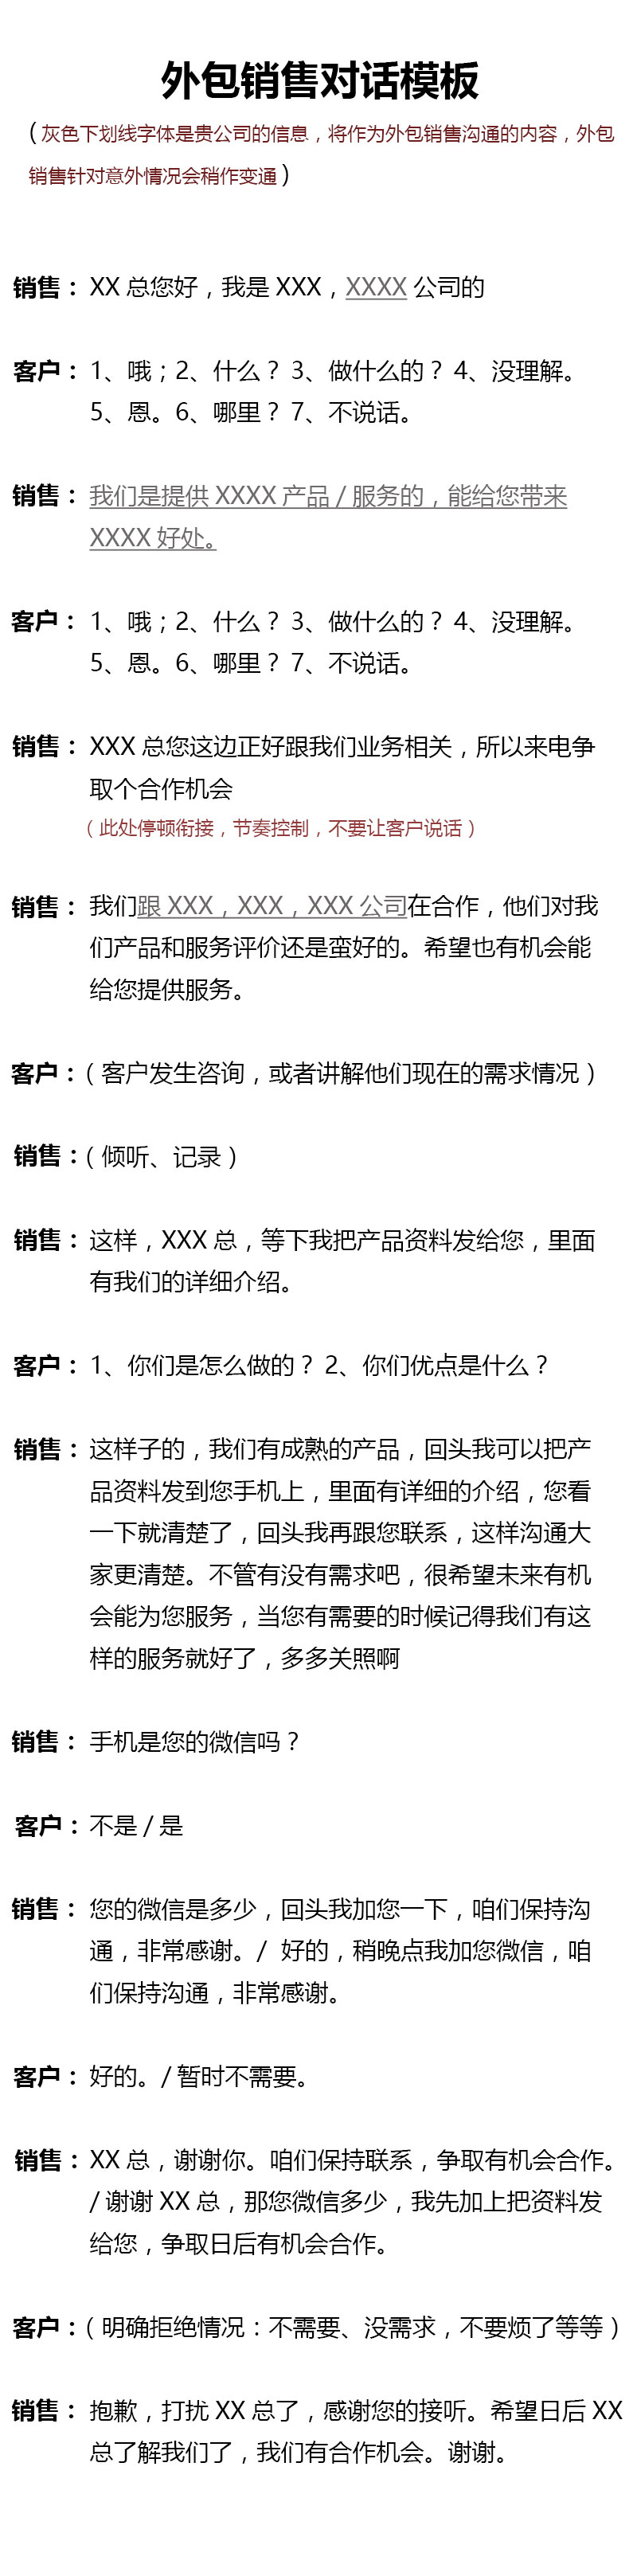 外包销售对话模板
(灰色下划线字体是贵公司的信息，将作为外包销售沟通的内容，外包
销售针对意外情况会稍作变通)
销售： XX 总您好，我是 XXX，XXXX 公司的
客户： 1、哦；2、什么？ 3、做什么的？ 4、没理解。
5、恩。6、哪里？ 7、不说话。
销售： 我们是提供 XXXX 产品 / 服务的，能给您带来
XXXX 好处。
客户： 1、哦；2、什么？ 3、做什么的？ 4、没理解。
5、恩。6、哪里？ 7、不说话。
销售： XXX 总您这边正好跟我们业务相关，所以来电争
取个合作机会
（此处停顿衔接，节奏控制，不要让客户说话）
销售： 我们跟 XXX，XXX，XXX 公司在合作，他们对我
们产品和服务评价还是蛮好的。希望也有机会能
给您提供服务。
客户：（客户发生咨询，或者讲解他们现在的需求情况）
销售：（倾听、记录）
销售： 这样，XXX 总，等下我把产品资料发给您，里面
有我们的详细介绍。
客户： 1、你们是怎么做的？ 2、你们优点是什么？
销售： 这样子的，我们有成熟的产品，回头我可以把产
品资料发到您手机上，里面有详细的介绍，您看
一下就清楚了，回头我再跟您联系，这样沟通大
家更清楚。不管有没有需求吧，很希望未来有机
会能为您服务，当您有需要的时候记得我们有这
样的服务就好了，多多关照啊
销售： 手机是您的微信吗？
客户： 不是 / 是
销售： 您的微信是多少，回头我加您一下，咱们保持沟
通，非常感谢。/ 好的，稍晚点我加您微信，咱
们保持沟通，非常感谢。
客户： 好的。/ 暂时不需要。
销售： XX 总，谢谢你。咱们保持联系，争取有机会合作。
/ 谢谢 XX 总，那您微信多少，我先加上把资料发
给您，争取日后有机会合作。
客户：（明确拒绝情况：不需要、没需求，不要烦了等等）
销售： 抱歉，打扰 XX 总了，感谢您的接听。希望日后 XX
总了解我们了，我们有合作机会。谢谢。